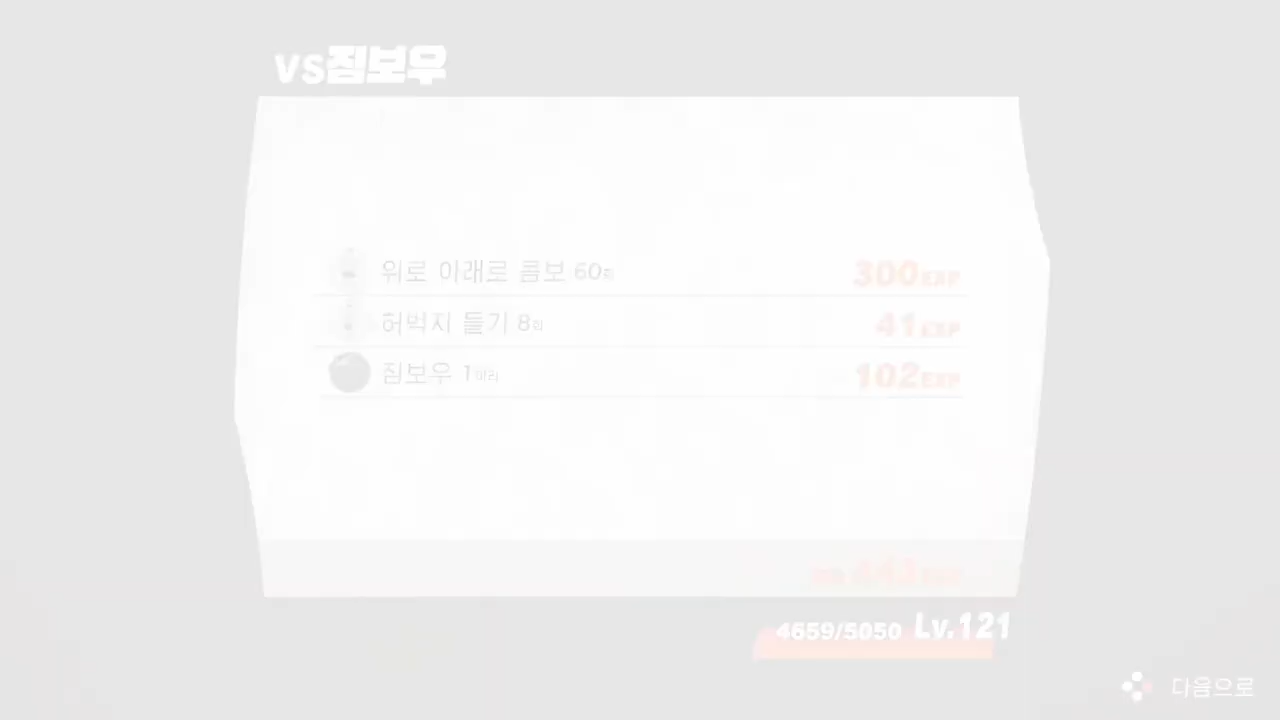 vs짐보우
위로 아래로 콤보 60회 300EXP
허벅지 들기 8회 41EXP
짐보우 1마리 102EXP
443EXP
4659/5050 Lv.121
다음으로